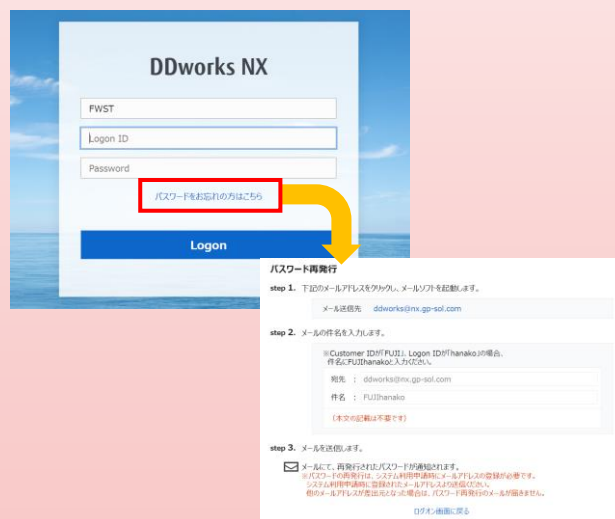 DDworks NX
FWST
Logon ID
Password
パスワードをお忘れの方はこちら
Logon
パスワード再発行
step 1. 下記のメールアドレスをクリックし、メールソフトを起動します。
メール送信先 ddworks@nx.gp-sol.com
step 2. メールの件名を入力します。
※Customer IDが「FUJI」、Logon IDが「hanako」の場合、
件名にFUJIhanakoと入力ください。
宛先 : ddworks@nx.gp-sol.com
件名 : FUJIhanako
(本文の記載は不要です)
step 3. メールを送信します。
メールにて、再発行されたパスワードが通知されます。
※パスワードの再発行は、システム利用申請時にメールアドレスの登録が必要です。
システム利用申請時に登録されたメールアドレスより送信ください。
他のメールアドレスが差出元となった場合は、パスワード再発行のメールが届きません。
ログオン画面に戻る